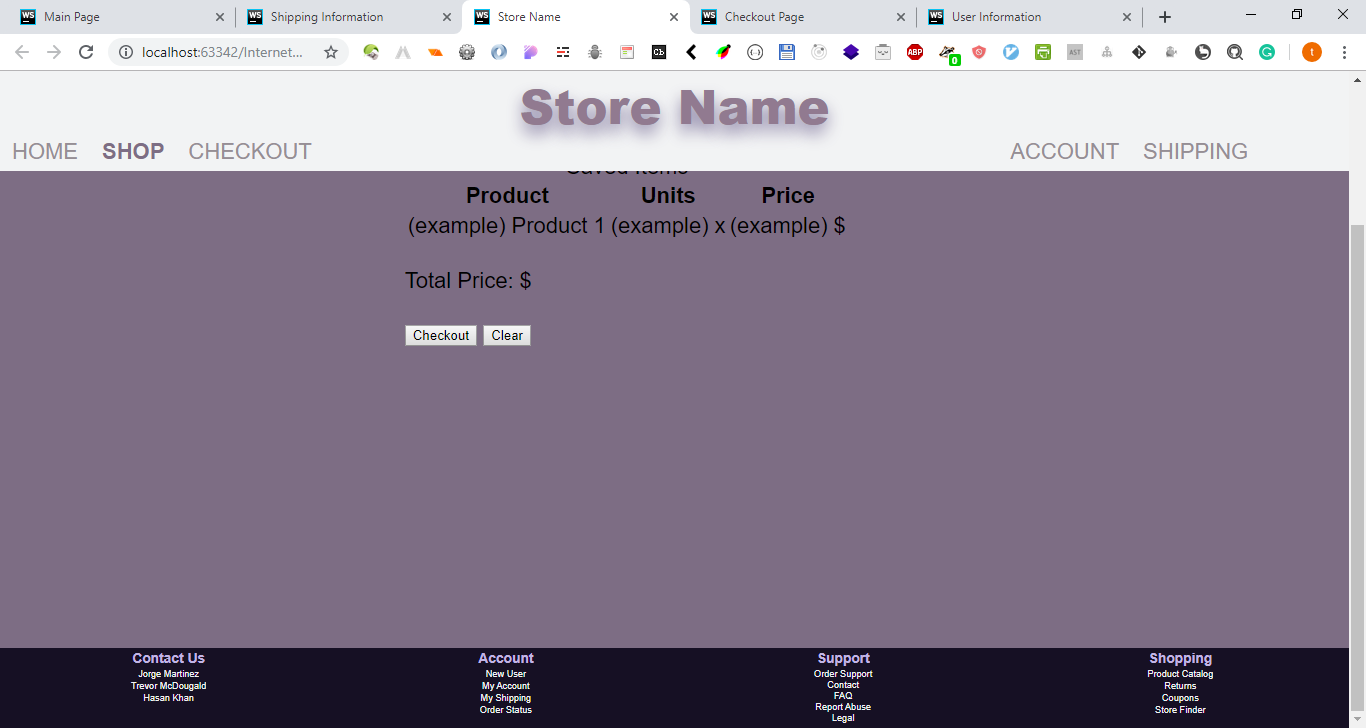 Main Page
Shipping Information
Store Name
Checkout Page
User Information
localhost:63342/Internet...
Store Name
HOME SHOP CHECKOUT ACCOUNT SHIPPING
Saved Items
Product Units Price
(example) Product 1 (example) x (example) $
Total Price: $
Checkout Clear
Contact Us
Jorge Martinez
Trevor McDougald
Hasan Khan
Account
New User
My Account
My Shipping
Order Status
Support
Order Support
Contact
FAQ
Report Abuse
Legal
Shopping
Product Catalog
Returns
Coupons
Store Finder